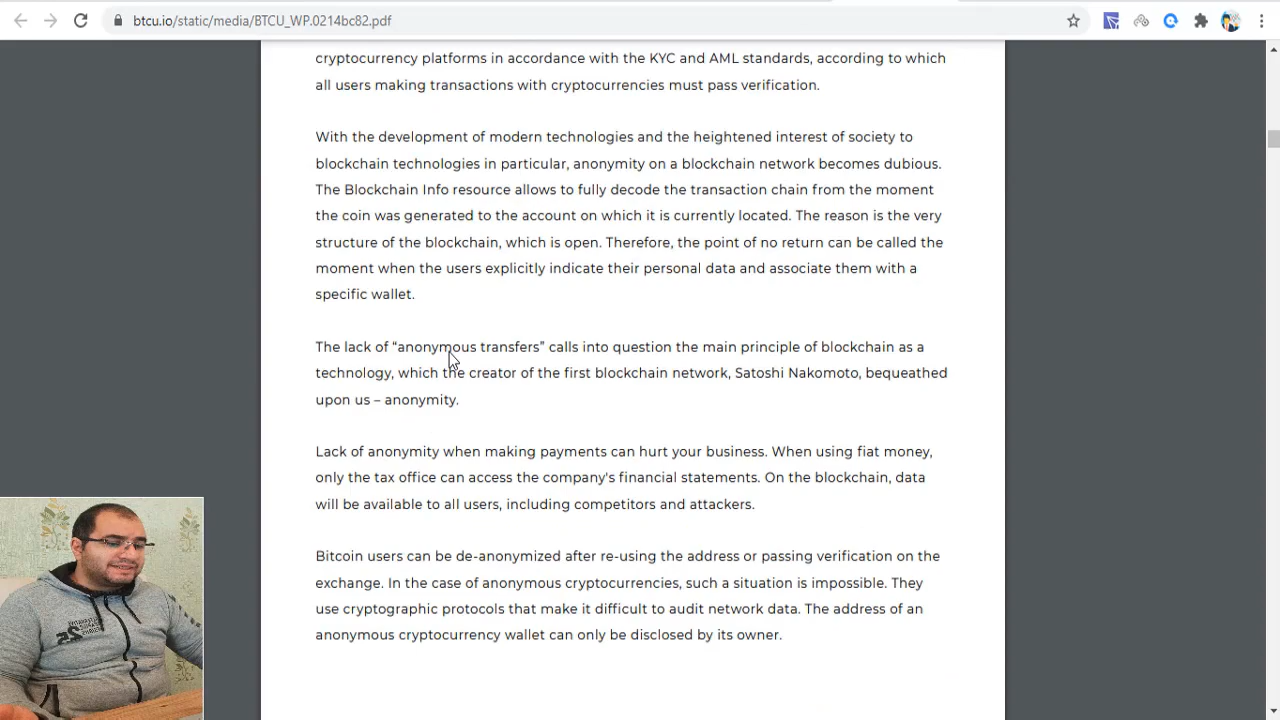 btcu.io/static/media/BTCU_WP.0214bc82.pdf
cryptocurrency platforms in accordance with the KYC and AML standards, according to which
all users making transactions with cryptocurrencies must pass verification.
With the development of modern technologies and the heightened interest of society to
blockchain technologies in particular, anonymity on a blockchain network becomes dubious.
The Blockchain Info resource allows to fully decode the transaction chain from the moment
the coin was generated to the account on which it is currently located. The reason is the very
structure of the blockchain, which is open. Therefore, the point of no return can be called the
moment when the users explicitly indicate their personal data and associate them with a
specific wallet.
The lack of “anonymous transfers” calls into question the main principle of blockchain as a
technology, which the creator of the first blockchain network, Satoshi Nakomoto, bequeathed
upon us – anonymity.
Lack of anonymity when making payments can hurt your business. When using fiat money,
only the tax office can access the company's financial statements. On the blockchain, data
will be available to all users, including competitors and attackers.
Bitcoin users can be de-anonymized after re-using the address or passing verification on the
exchange. In the case of anonymous cryptocurrencies, such a situation is impossible. They
use cryptographic protocols that make it difficult to audit network data. The address of an
anonymous cryptocurrency wallet can only be disclosed by its owner.
25